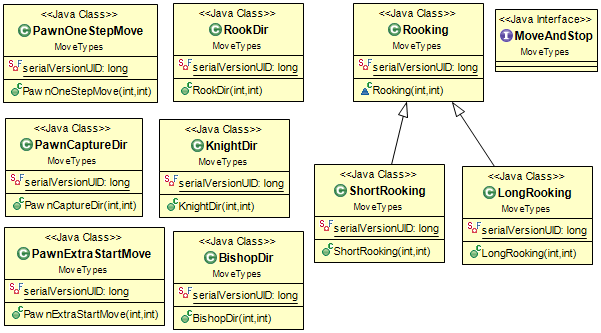 <<Java Class>>
PawnOneStepMove
MoveTypes
serialVersionUID: long
PawnOneStepMove(int,int)
<<Java Class>>
RookDir
MoveTypes
serialVersionUID: long
RookDir(int,int)
<<Java Class>>
Rooking
MoveTypes
serialVersionUID: long
Rooking(int,int)
<<Java Interface>>
MoveAndStop
MoveTypes
<<Java Class>>
PawnCaptureDir
MoveTypes
serialVersionUID: long
PawnCaptureDir(int,int)
<<Java Class>>
KnightDir
MoveTypes
serialVersionUID: long
KnightDir(int,int)
<<Java Class>>
ShortRooking
MoveTypes
serialVersionUID: long
ShortRooking(int,int)
<<Java Class>>
LongRooking
MoveTypes
serialVersionUID: long
LongRooking(int,int)
<<Java Class>>
PawnExtraStartMove
MoveTypes
serialVersionUID: long
PawnExtraStartMove(int,int)
<<Java Class>>
BishopDir
MoveTypes
serialVersionUID: long
BishopDir(int,int)